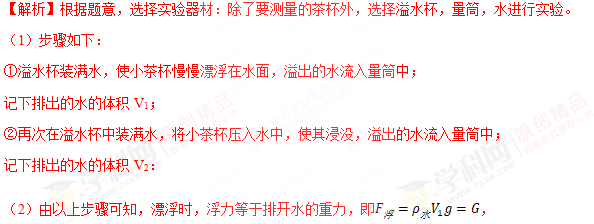 【解析】根据题意，选择实验器材：除了要测量的茶杯外，选择溢水杯，量筒，水进行实验。
（1）步骤如下：
①溢水杯装满水，使小茶杯慢慢漂浮在水面，溢出的水流入量筒中；
记下排出的水的体积 V₁；
②再次在溢水杯中装满水，将小茶杯压入水中，使其浸没，溢出的水流入量筒中；
记下排出的水的体积 V₂：
（2）由以上步骤可知，漂浮时，浮力等于排开水的重力，即F浮＝ρ水V₁g＝G，